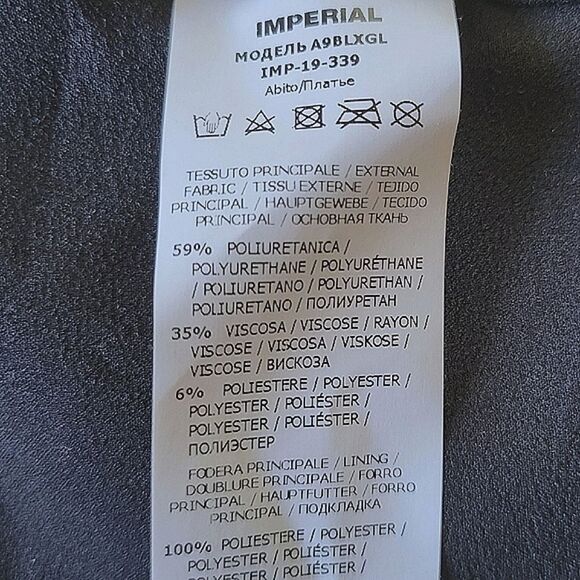 IMPERIAL
МОДЕЛЬ A9BLXGL
IMP-19-339
Abito/Платье
TESSUTO PRINCIPALE / EXTERNAL
FABRIC / TISSU EXTERNE / TEJIDO
PRINCIPAL / HAUPTGEWEBE / TECIDO
PRINCIPAL / ОСНОВНАЯ ТКАНЬ
59% POLIURETANICA /
POLYURETHANE / POLYURÉTHANE
/ POLIURETANO / POLYURETHAN /
POLIURETANO / ПОЛИУРЕТАН
35% VISCOSA / VISCOSE / RAYON /
VISCOSE / VISCOSA / VISKOSE /
VISCOSE / ВИСКОЗА
6% POLIESTERE / POLYESTER /
POLYESTER / POLIÉSTER /
POLYESTER / POLIÉSTER /
ПОЛИЭСТЕР
FODERA PRINCIPALE / LINING /
DOUBLURE PRINCIPALE / FORRO
PRINCIPAL / HAUPTFUTTER / FORRO
PRINCIPAL / ПОДКЛАДКА
100% POLIESTERE / POLYESTER /
POLYESTER / POLIÉSTER /
POLYESTER / POLIÉSTER /